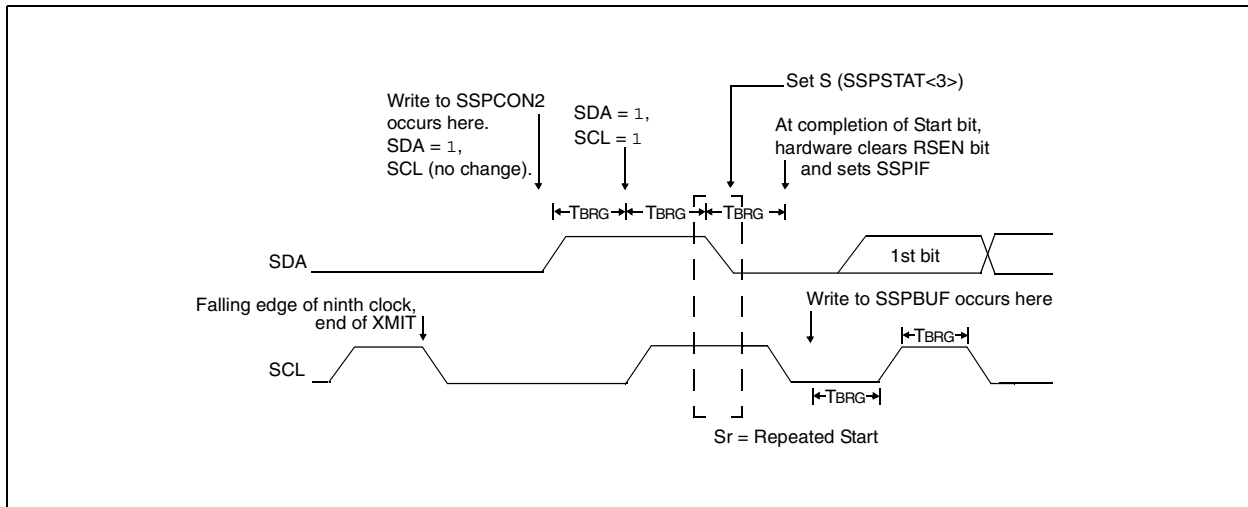 Set S (SSPSTAT<3>)
Write to SSPCON2
occurs here.
SDA = 1,
SCL (no change).
SDA = 1,
SCL = 1
At completion of Start bit,
hardware clears RSEN bit
and sets SSPIF
TBRG
TBRG
TBRG
SDA
1st bit
Falling edge of ninth clock,
end of XMIT
Write to SSPBUF occurs here
TBRG
SCL
TBRG
Sr = Repeated Start